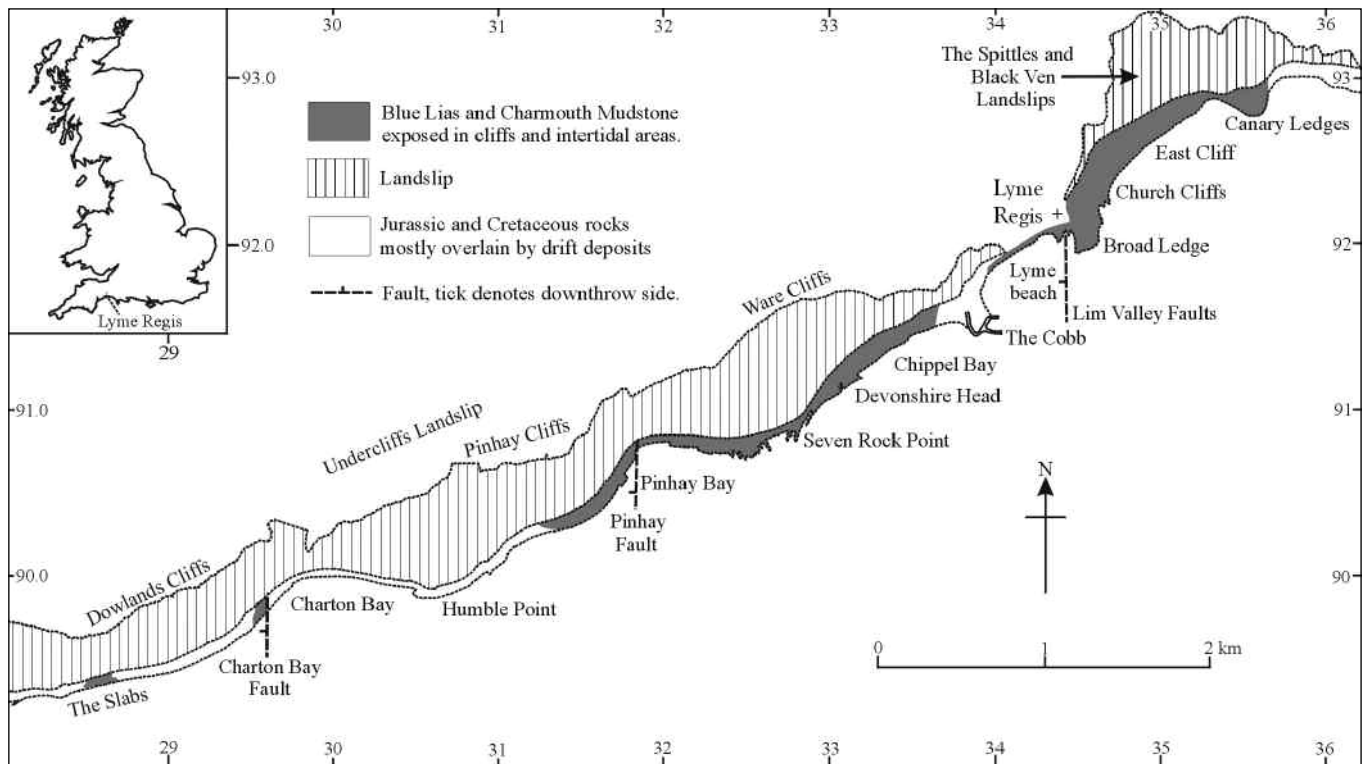 30
31
32
33
34
35
36
93.0
92.0
91.0
90.0
Lyme Regis
29
Blue Lias and Charmouth Mudstone
exposed in cliffs and intertidal areas.
Landslip
Jurassic and Cretaceous rocks
mostly overlain by drift deposits
Fault, tick denotes downthrow side.
The Spittles and
Black Ven
Landslips
93
Canary Ledges
East Cliff
Church Cliffs
Lyme
Regis +
Broad Ledge
92
Lyme
beach
Lim Valley Faults
The Cobb
Ware Cliffs
Chippel Bay
Devonshire Head
91
Seven Rock Point
Undercliffs Landslip
Pinhay Cliffs
Pinhay Bay
Pinhay
Fault
N
90
Dowlands Cliffs
Charton Bay
Humble Point
Charton Bay
Fault
The Slabs
0
1
2 km
29
30
31
32
33
34
35
36